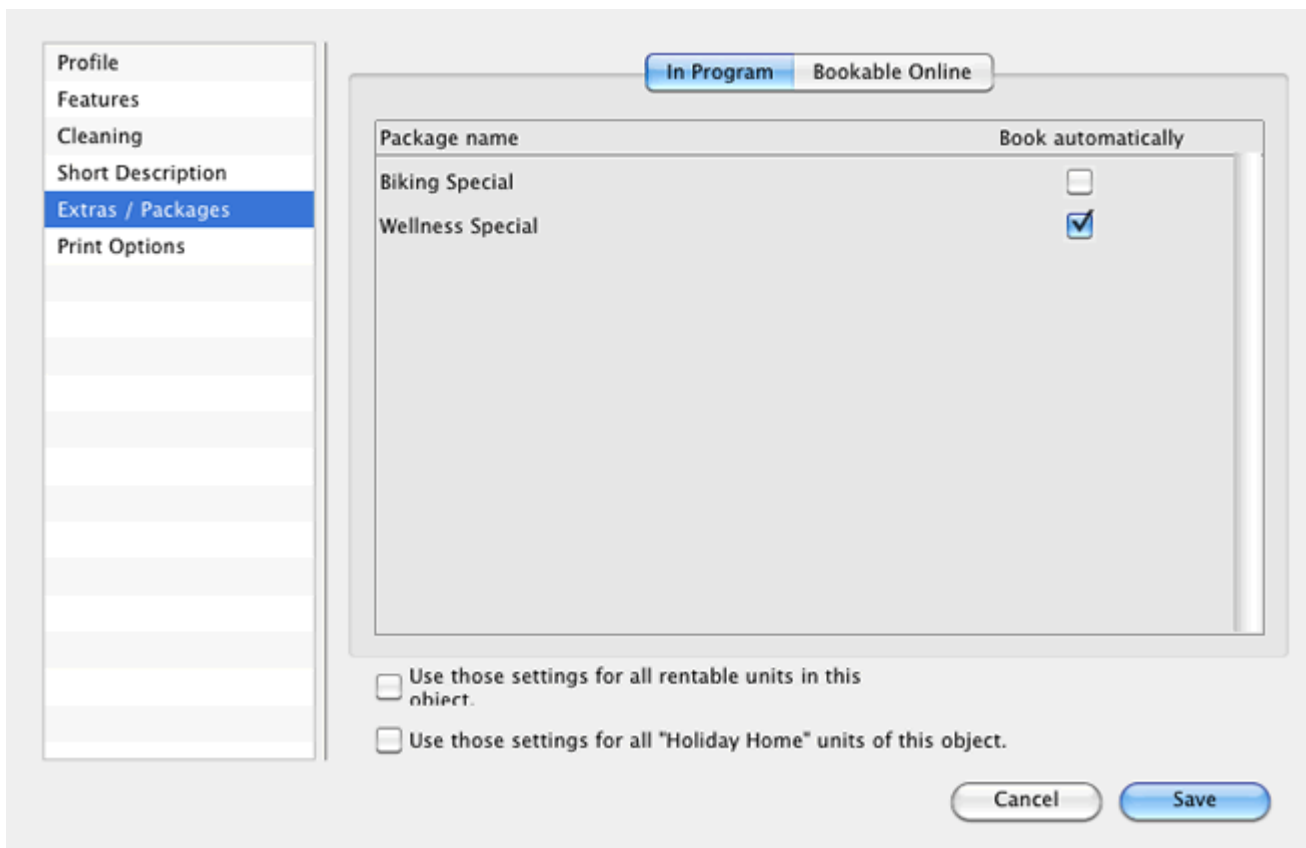 Profile
Features
Cleaning
Short Description
Extras / Packages
Print Options
In Program
Bookable Online
Package name
Book automatically
Biking Special
Wellness Special
Use those settings for all rentable units in this
object.
Use those settings for all "Holiday Home" units of this object.
Cancel
Save